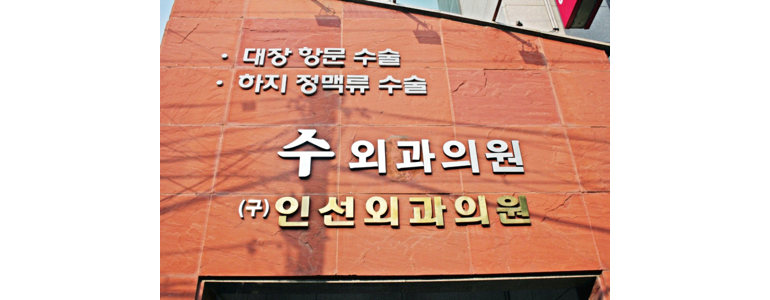 · 대장 항문 수술
· 하지 정맥류 수술
수 외과의원
(구) 인선외과의원